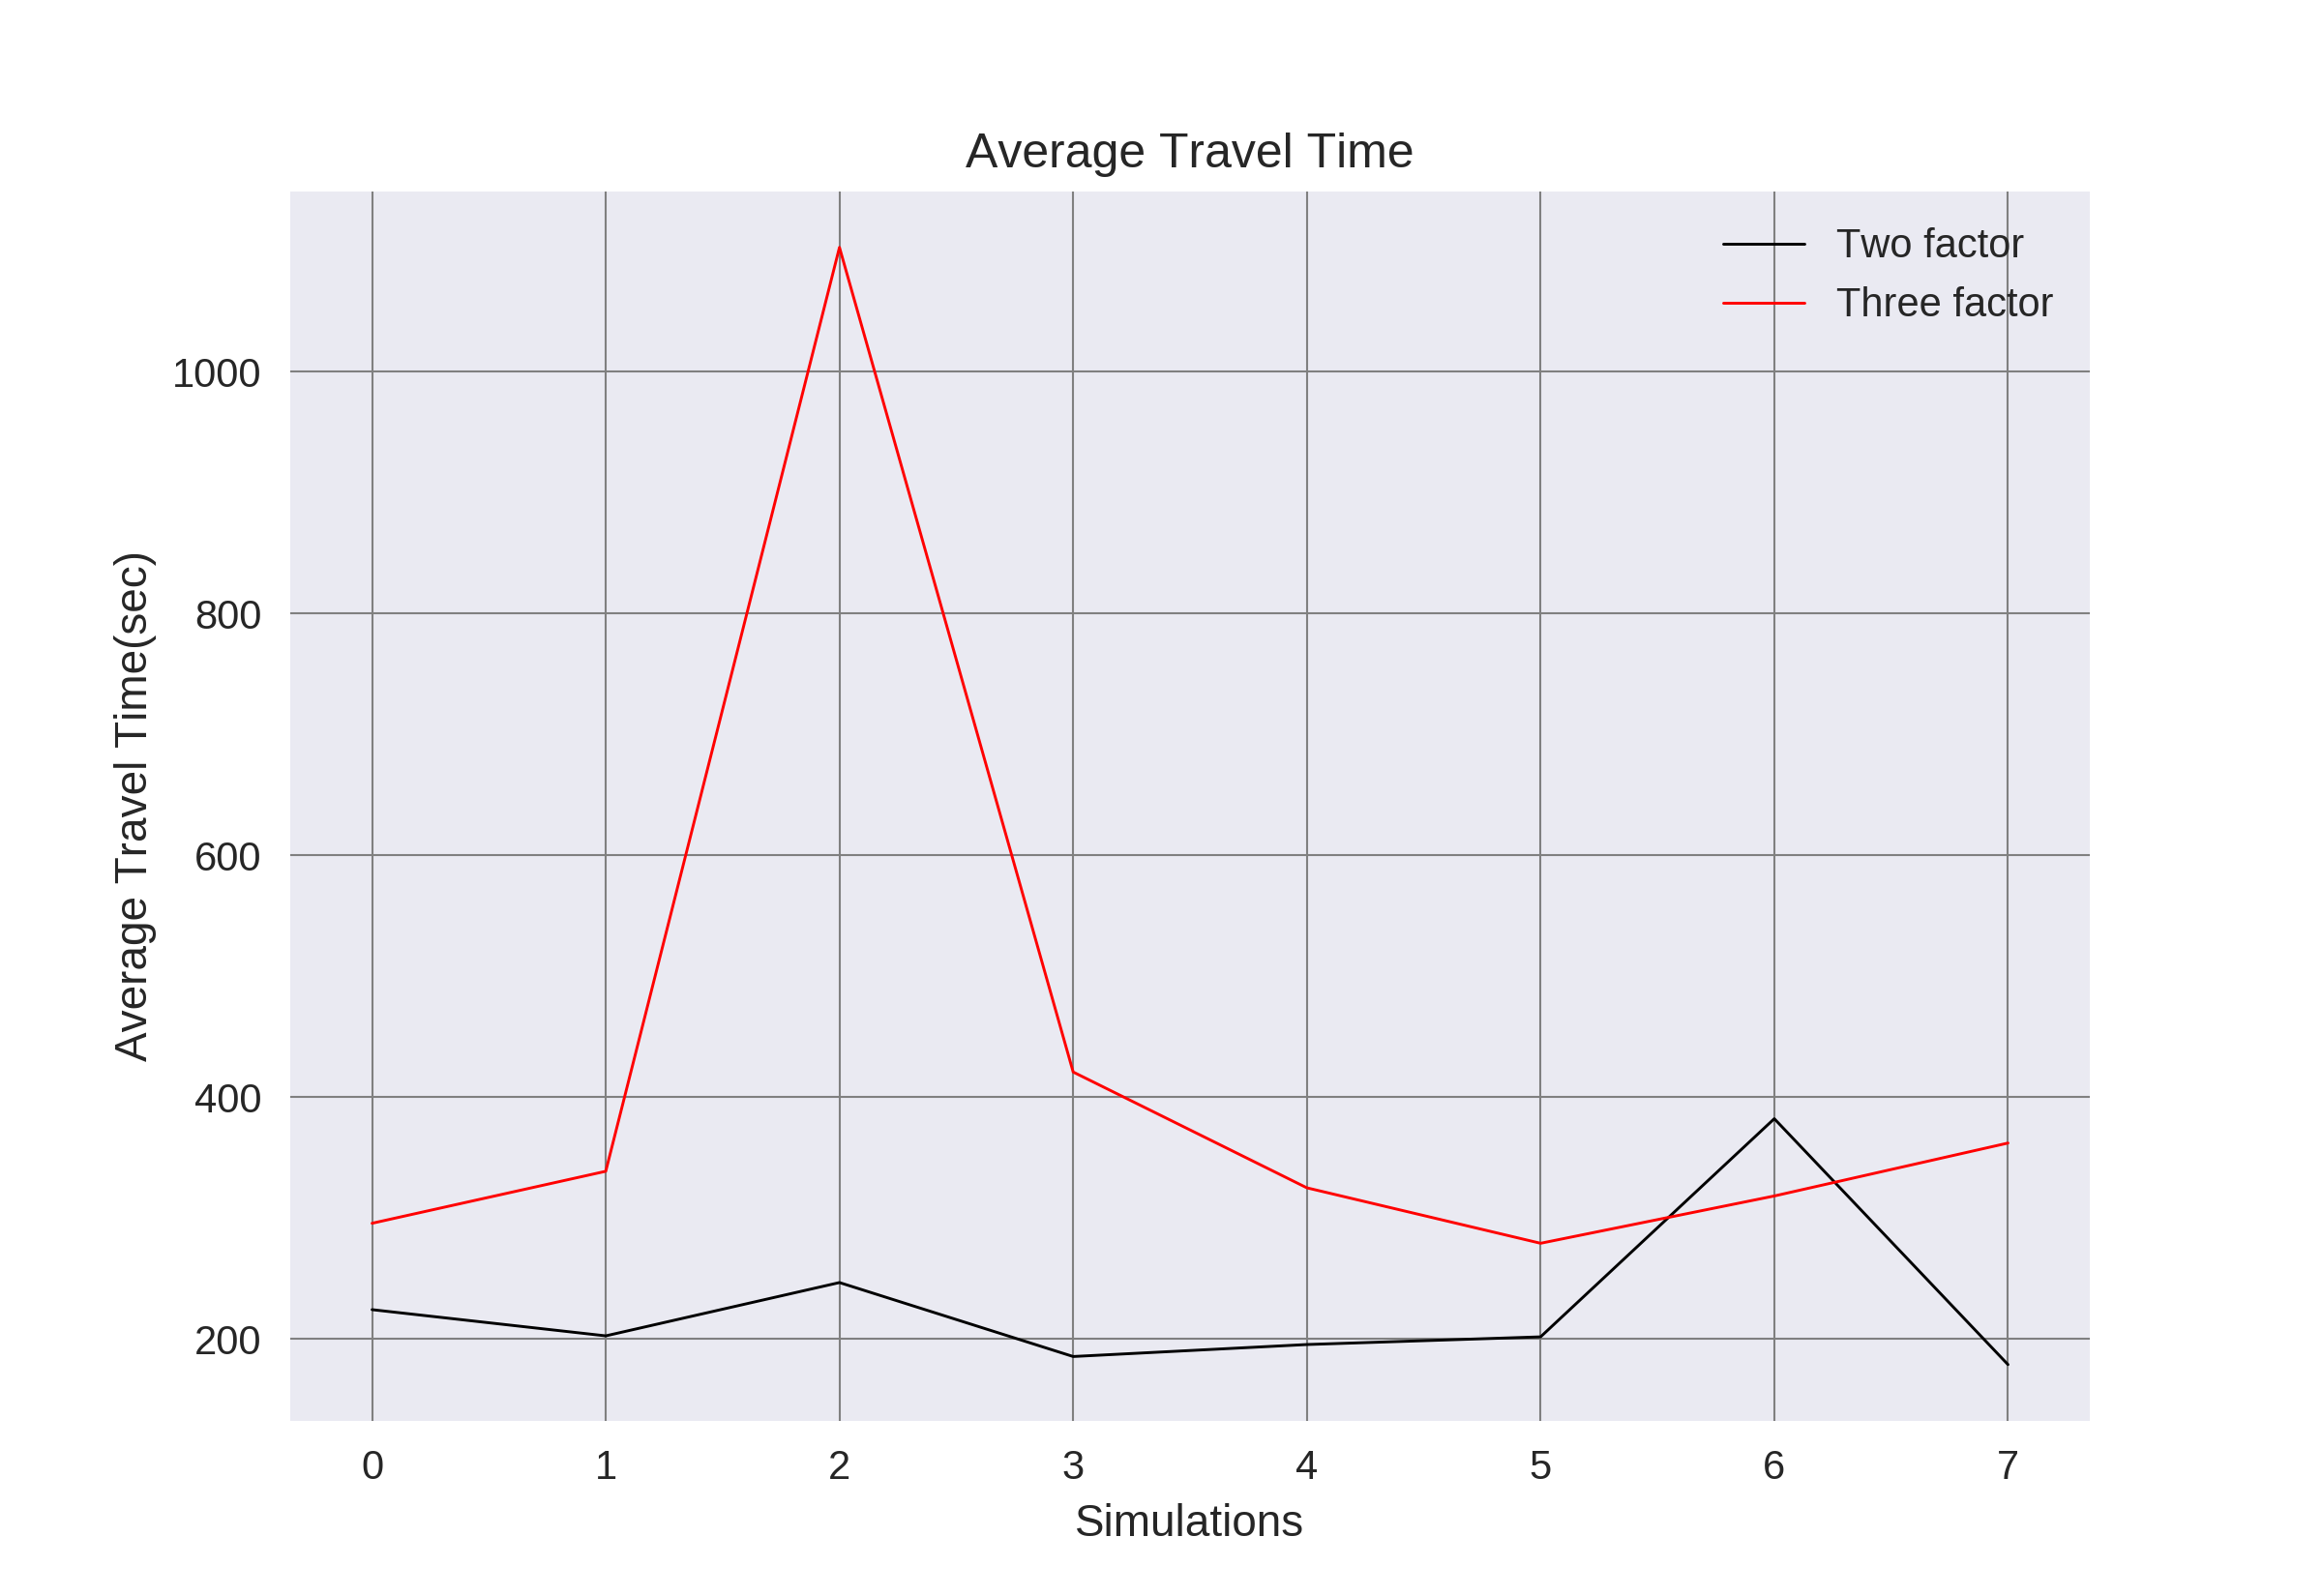 Average Travel Time
Two factor
Three factor
Average Travel Time(sec)
1000
800
600
400
200
0 1 2 3 4 5 6 7
Simulations